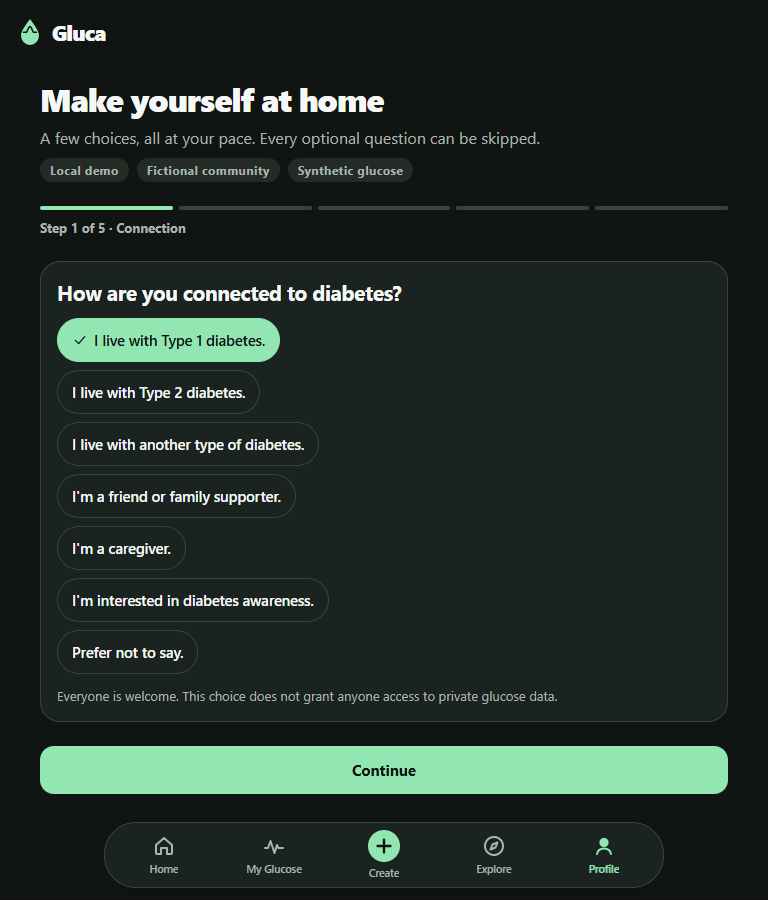 Gluca
Make yourself at home
A few choices, all at your pace. Every optional question can be skipped.
Local demo Fictional community Synthetic glucose
Step 1 of 5 · Connection
How are you connected to diabetes?
I live with Type 1 diabetes.
I live with Type 2 diabetes.
I live with another type of diabetes.
I'm a friend or family supporter.
I'm a caregiver.
I'm interested in diabetes awareness.
Prefer not to say.
Everyone is welcome. This choice does not grant anyone access to private glucose data.
Continue
Home My Glucose Create Explore Profile